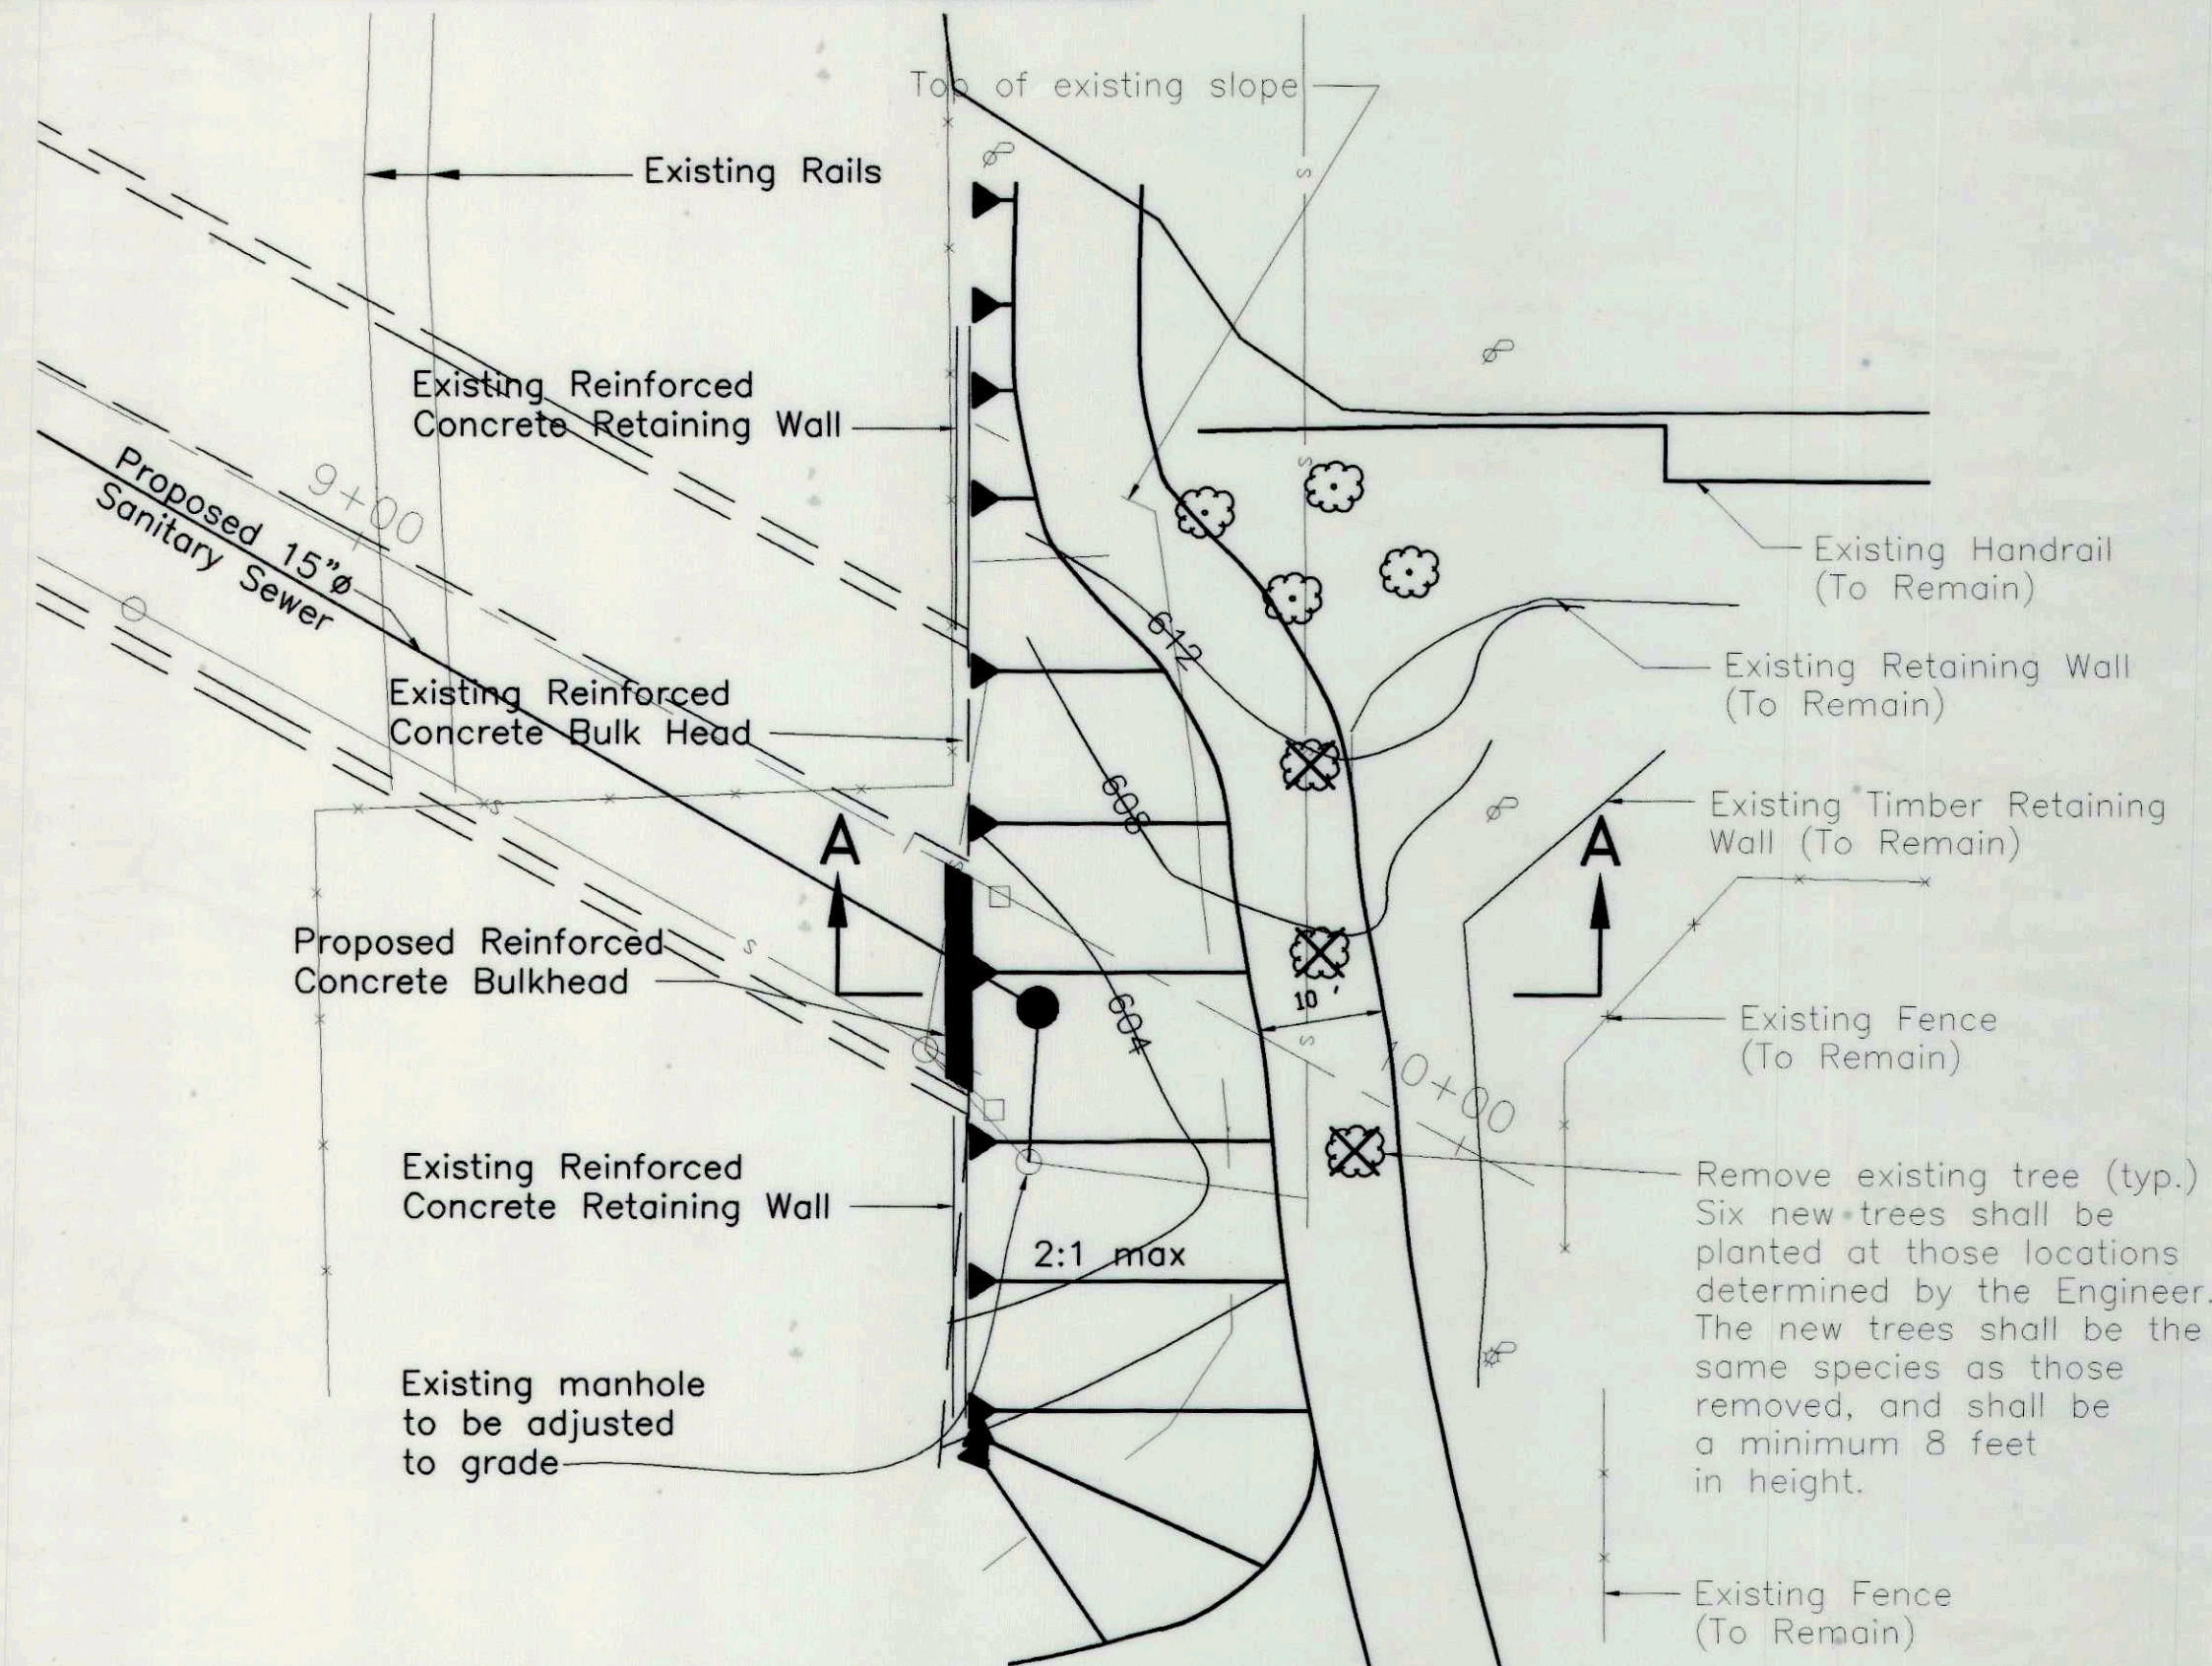 Top of existing slope
Existing Rails
Existing Reinforced
Concrete Retaining Wall
9+00
Proposed 15"ø
Sanitary Sewer
Existing Handrail
(To Remain)
612
Existing Retaining Wall
(To Remain)
Existing Reinforced
Concrete Bulk Head
608
Existing Timber Retaining
Wall (To Remain)
A
A
Proposed Reinforced
Concrete Bulkhead
10 '
604
Existing Fence
(To Remain)
10+00
Existing Reinforced
Concrete Retaining Wall
Remove existing tree (typ.)
Six new trees shall be
planted at those locations
determined by the Engineer.
The new trees shall be the
same species as those
removed, and shall be
a minimum 8 feet
in height.
2:1 max
Existing manhole
to be adjusted
to grade
Existing Fence
(To Remain)
S
S
S
S
S
S
S